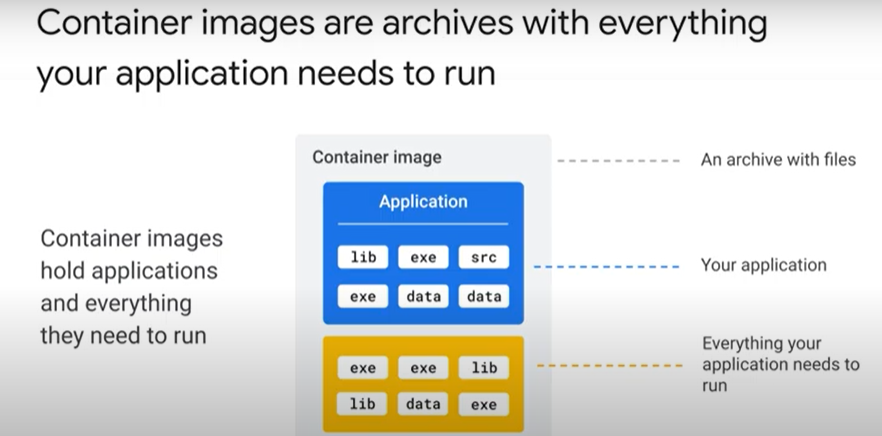 Container images are archives with everything
your application needs to run
Container images
hold applications
and everything
they need to run
Container image
Application
lib exe src
exe data data
exe exe lib
lib data exe
An archive with files
Your application
Everything your
application needs to
run